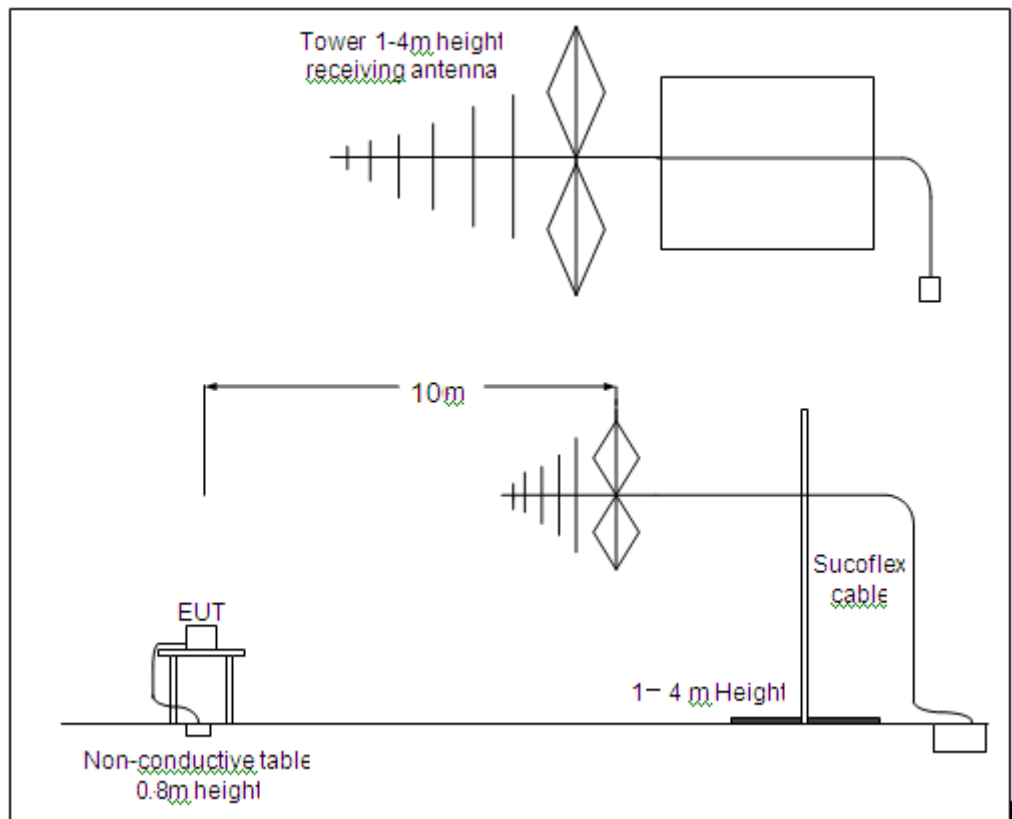 Tower 1-4m height
receiving antenna
10m
Sucoflex
cable
EUT
1– 4 m Height
Non-conductive table
0.8m height